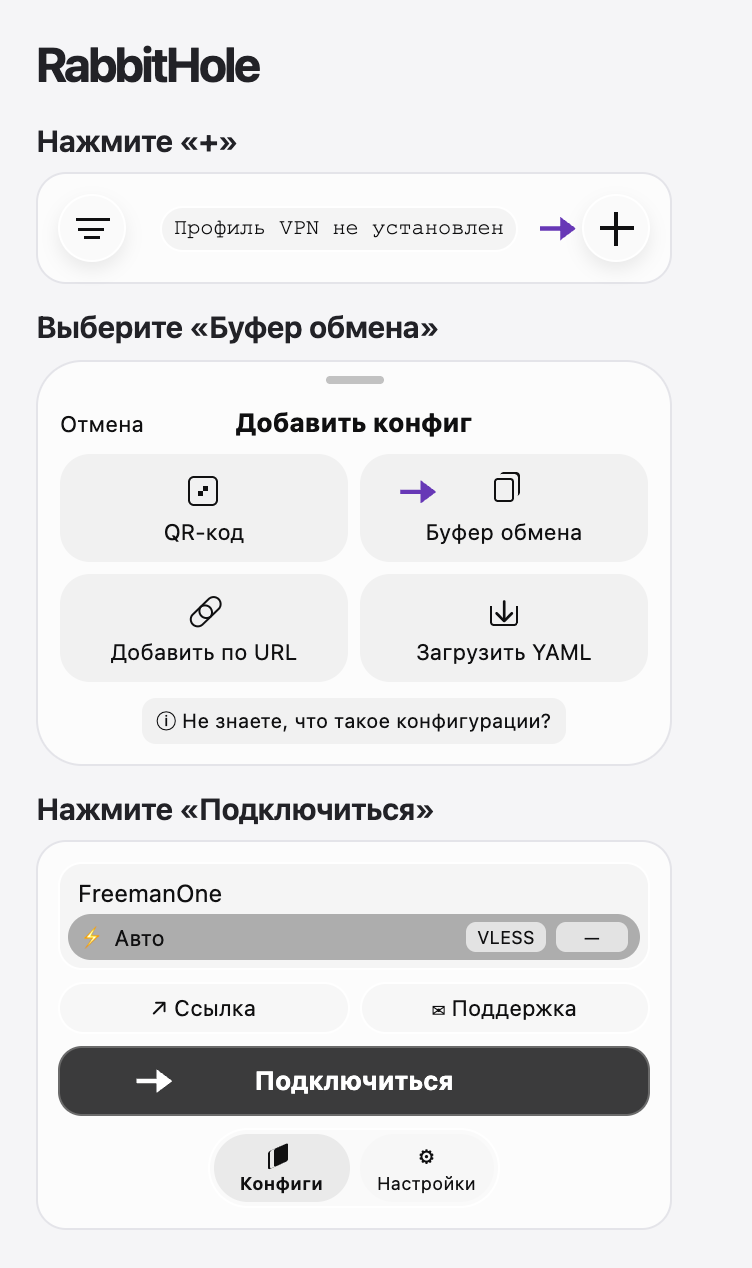 RabbitHole
Нажмите «+»
Профиль VPN не установлен
Выберите «Буфер обмена»
Отмена
Добавить конфиг
QR-код
Буфер обмена
Добавить по URL
Загрузить YAML
ⓘ Не знаете, что такое конфигурации?
Нажмите «Подключиться»
FreemanOne
⚡ Авто
VLESS
—
↗ Ссылка
✉ Поддержка
Подключиться
Конфиги
⚙ Настройки